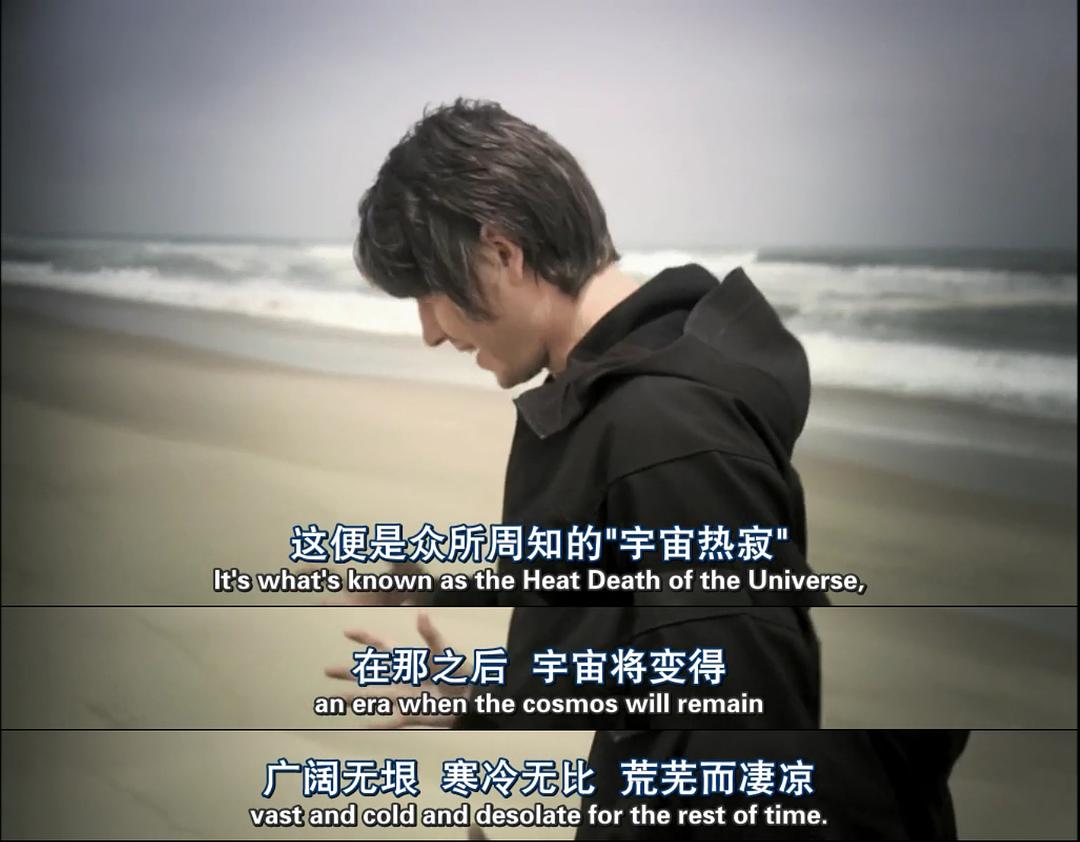 这便是众所周知的"宇宙热寂"
It's what's known as the Heat Death of the Universe,
在那之后 宇宙将变得
an era when the cosmos will remain
广阔无垠 寒冷无比 荒芜而凄凉
vast and cold and desolate for the rest of time.